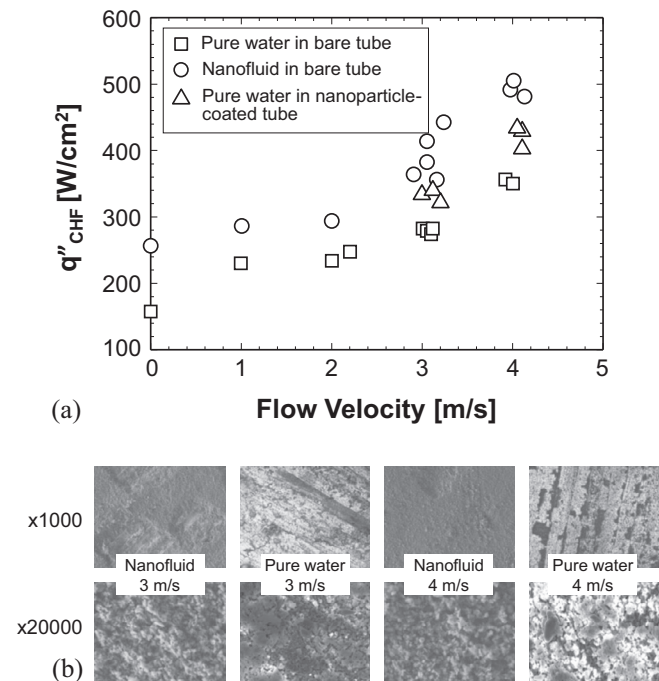 600
500
400
300
200
100
q″CHF [W/cm²]
Pure water in bare tube
Nanofluid in bare tube
Pure water in nanoparticle-
coated tube
0 1 2 3 4 5
(a) Flow Velocity [m/s]
x1000
Nanofluid
3 m/s
Pure water
3 m/s
Nanofluid
4 m/s
Pure water
4 m/s
x20000
(b)